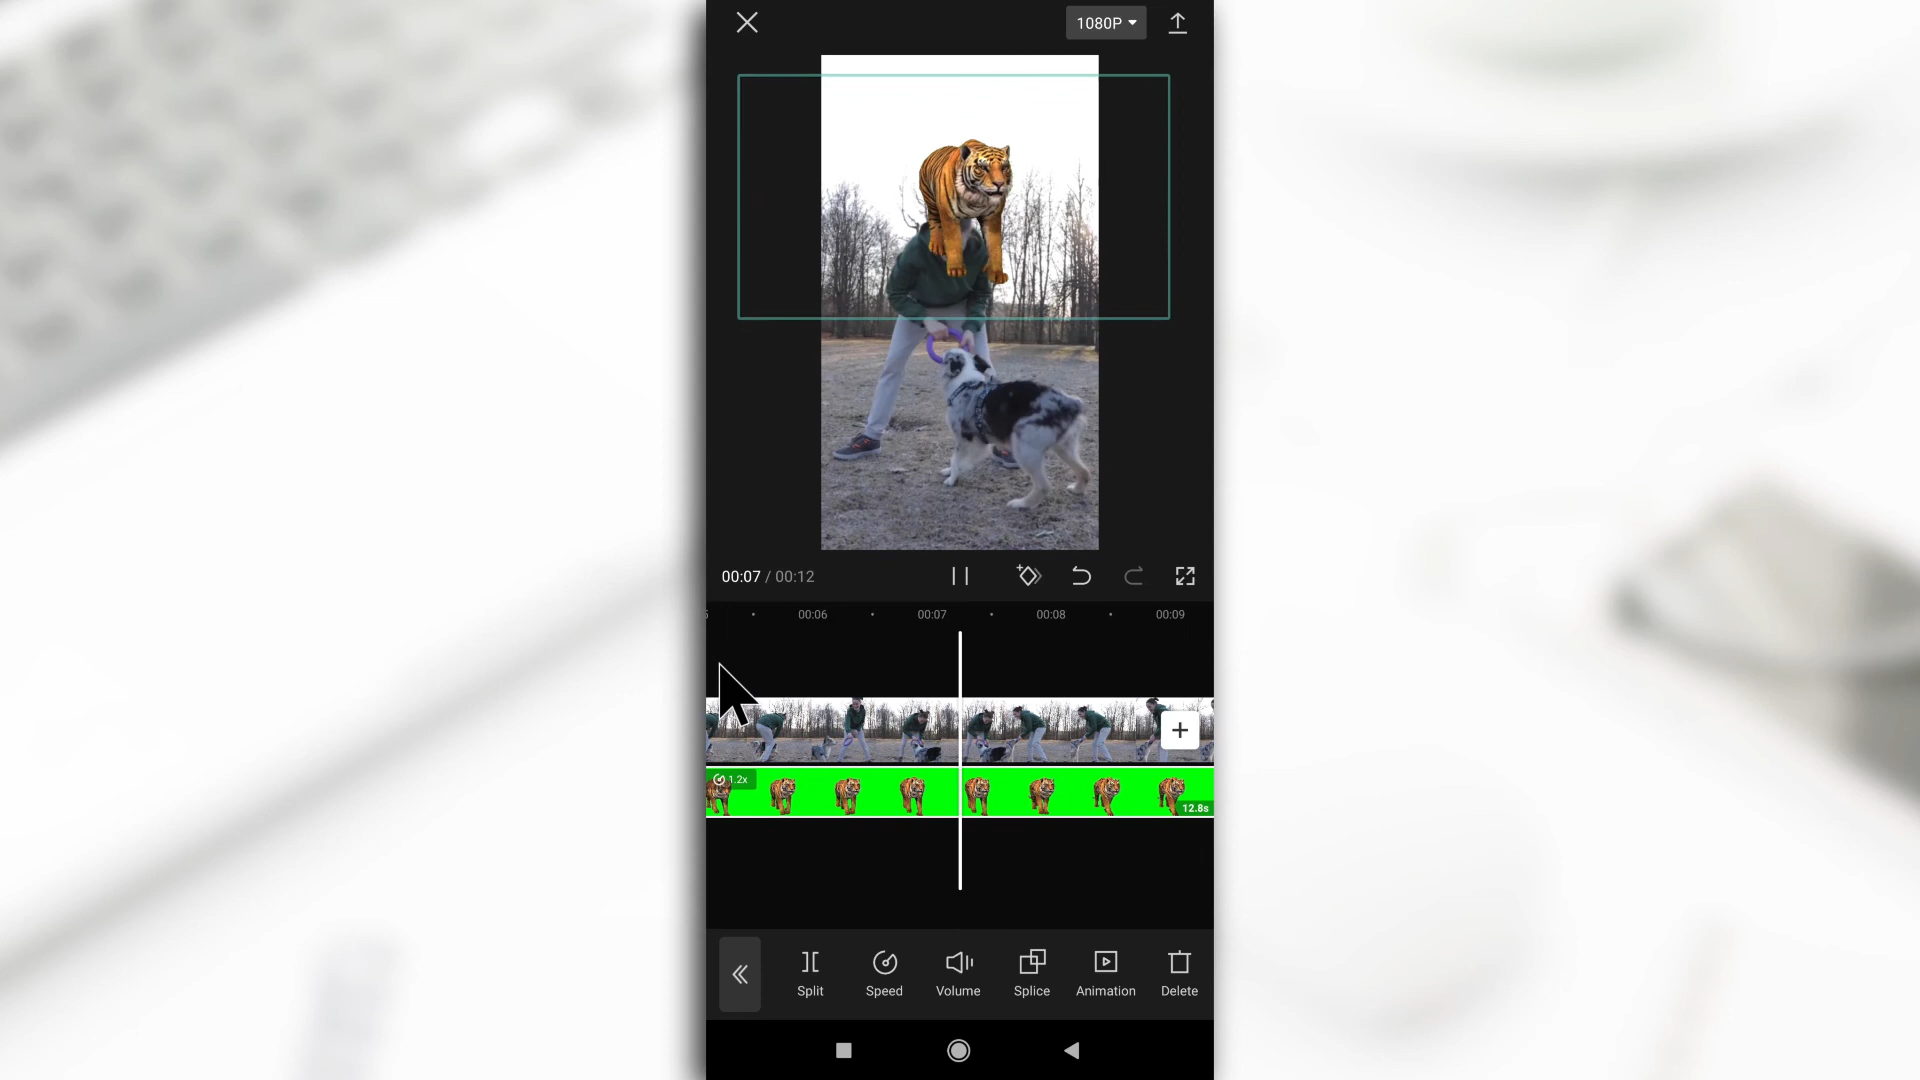 1080P
00:07 / 00:12
00:06 00:07 00:08 00:09
1.2x
12.8s
Split Speed Volume Splice Animation Delete